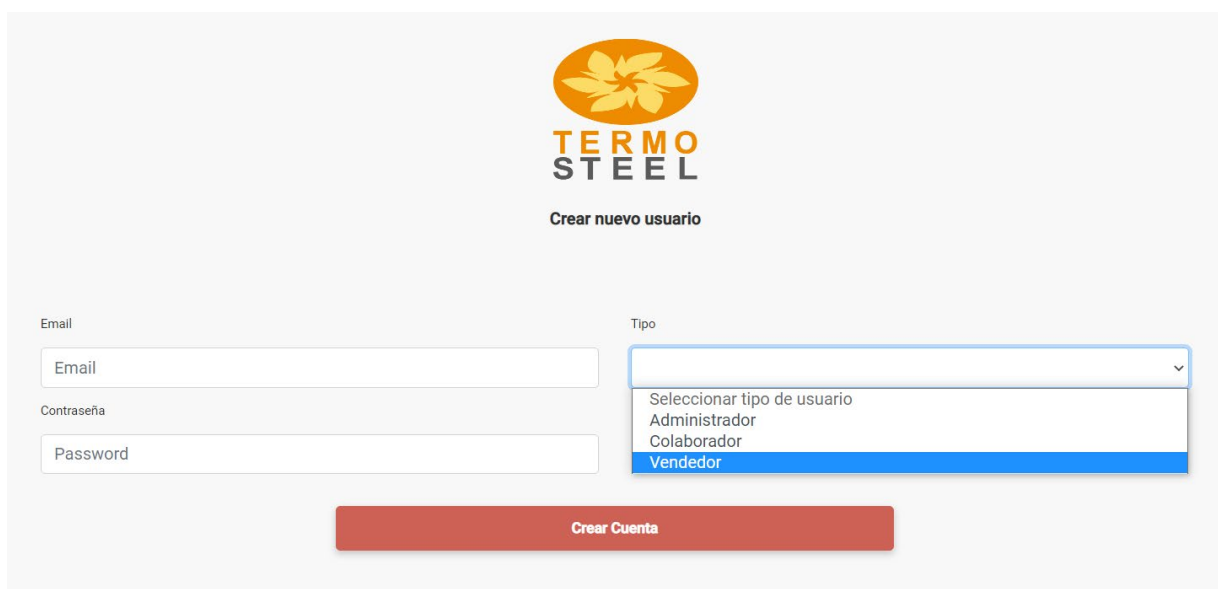 TERMO
STEEL
Crear nuevo usuario
Email
Email
Contraseña
Password
Tipo
Seleccionar tipo de usuario
Administrador
Colaborador
Vendedor
Crear Cuenta